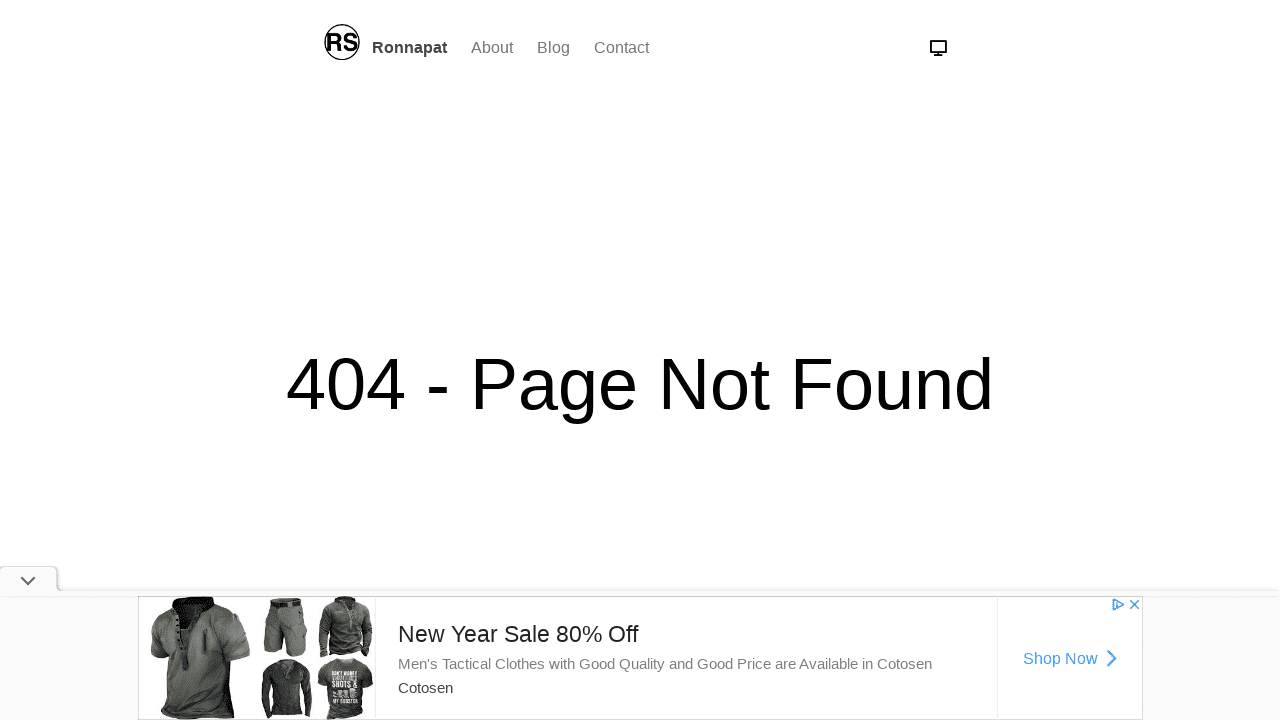 RS
Ronnapat
About
Blog
Contact
404 - Page Not Found
New Year Sale 80% Off
Men's Tactical Clothes with Good Quality and Good Price are Available in Cotosen
Cotosen
Shop Now